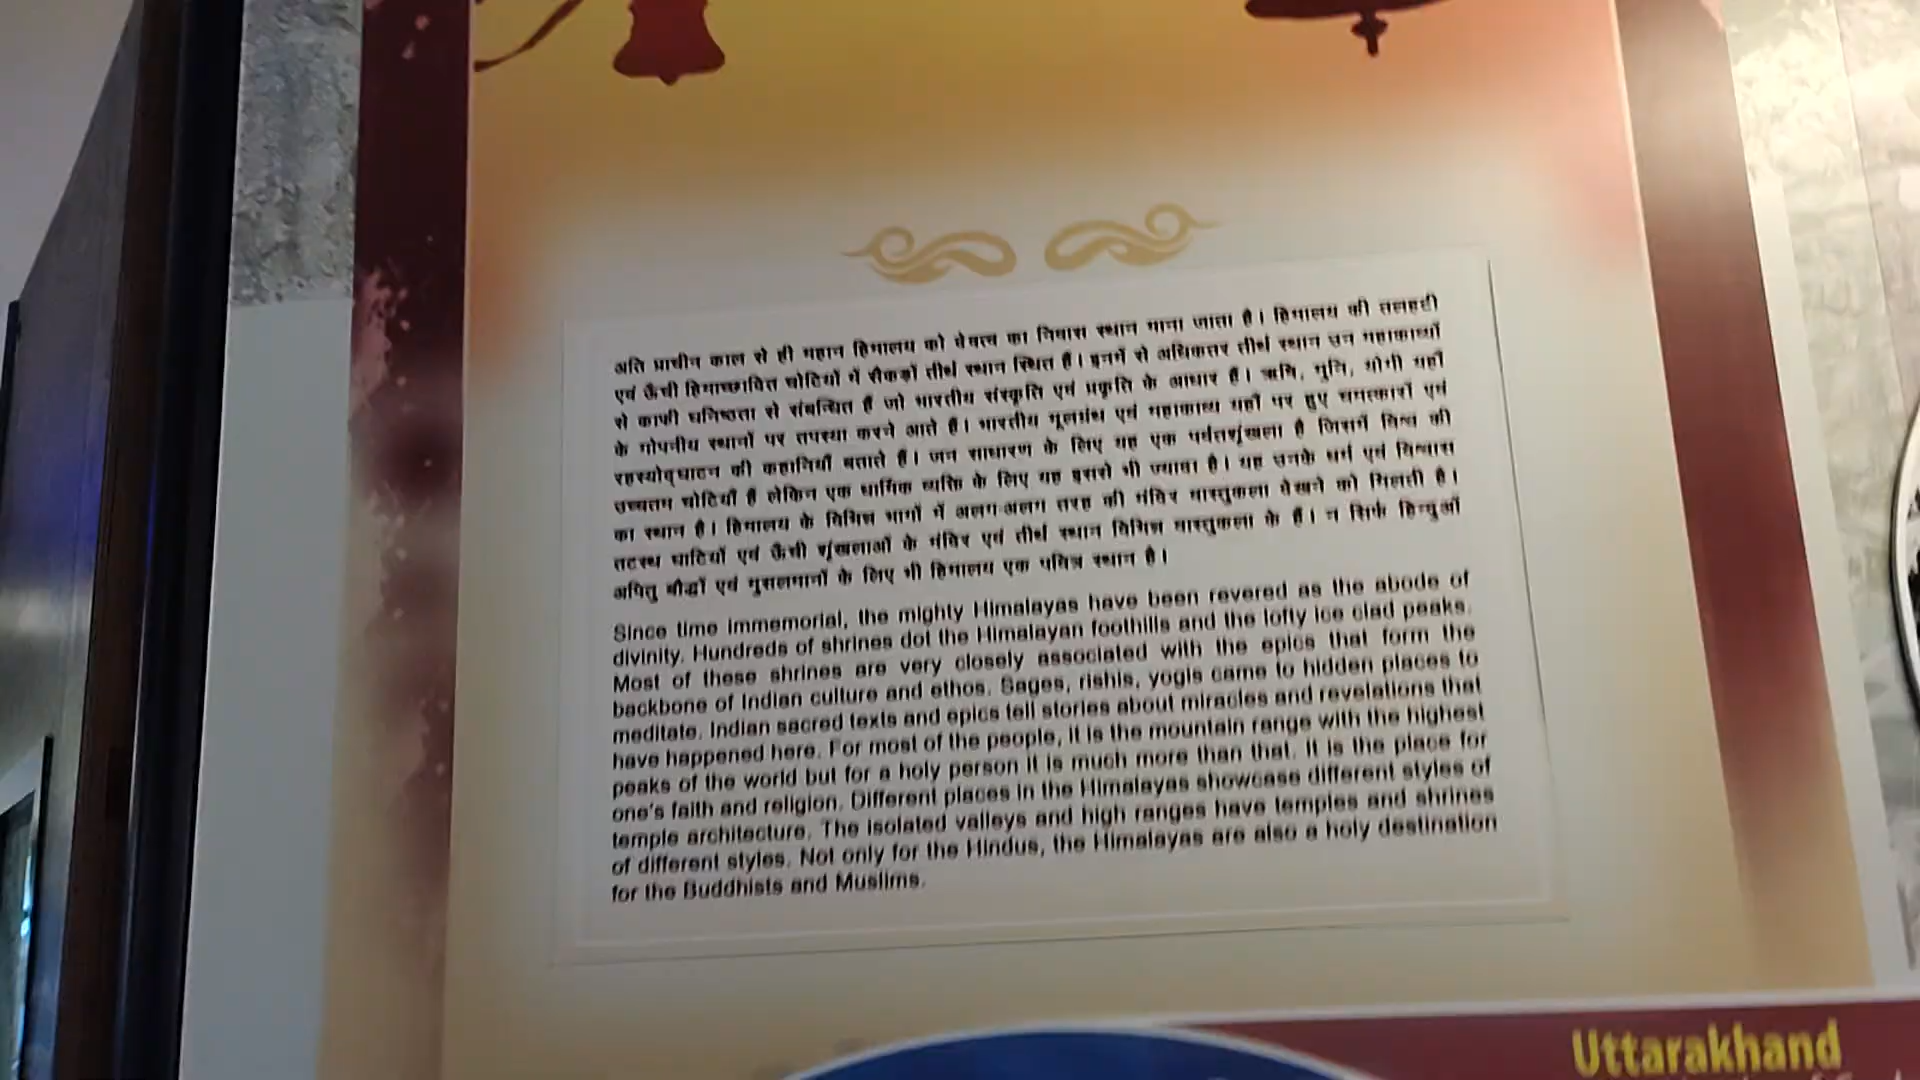 अति प्राचीन काल से ही महान हिमालय को देवत्व का निवास स्थान माना जाता है। हिमालय की तलहटी
एवं ऊँची हिमाच्छादित चोटियों में सैकड़ों तीर्थ स्थान स्थित हैं। इनमें से अधिकतर तीर्थ स्थान उन महाकाव्यों
से काफी घनिष्ठता से संबन्धित हैं जो भारतीय संस्कृति एवं प्रकृति के आधार हैं। ऋषि, मुनि, योगी यहाँ
के गोपनीय स्थानों पर तपस्या करने आते हैं। भारतीय मूलग्रंथ एवं महाकाव्य यहाँ पर हुए चमत्कारों एवं
रहस्योद्घाटन की कहानियाँ बताते हैं। जन साधारण के लिए यह एक पर्वतशृंखला है जिसमें विश्व की
उच्चतम चोटियाँ हैं लेकिन एक धार्मिक व्यक्ति के लिए यह इससे भी ज्यादा है। यह उनके धर्म एवं विश्वास
का स्थान है। हिमालय के विभिन्न भागों में अलग-अलग तरह की मंदिर वास्तुकला देखने को मिलती है।
तटस्थ घाटियों एवं ऊँची शृंखलाओं के मंदिर एवं तीर्थ स्थान विभिन्न वास्तुकला के हैं। न सिर्फ हिन्दुओं
अपितु बौद्धों एवं मुसलमानों के लिए भी हिमालय एक पवित्र स्थान है।
Since time immemorial, the mighty Himalayas have been revered as the abode of
divinity. Hundreds of shrines dot the Himalayan foothills and the lofty ice clad peaks.
Most of these shrines are very closely associated with the epics that form the
backbone of Indian culture and ethos. Sages, rishis, yogis came to hidden places to
meditate. Indian sacred texts and epics tell stories about miracles and revelations that
have happened here. For most of the people, it is the mountain range with the highest
peaks of the world but for a holy person it is much more than that. It is the place for
one's faith and religion. Different places in the Himalayas showcase different styles of
temple architecture. The isolated valleys and high ranges have temples and shrines
of different styles. Not only for the Hindus, the Himalayas are also a holy destination
for the Buddhists and Muslims.
Uttarakhand